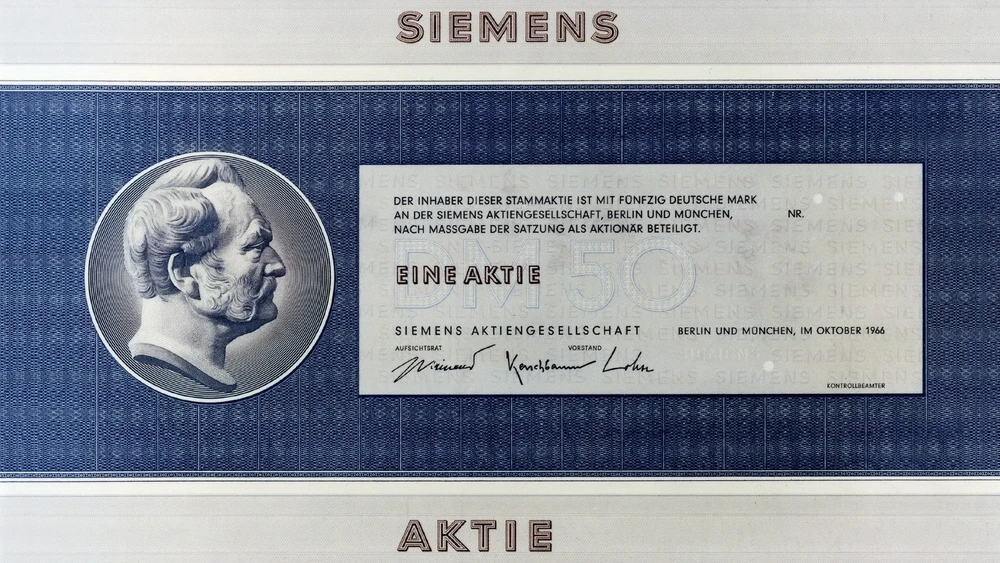 SIEMENS
DER INHABER DIESER STAMMAKTIE IST MIT FÜNFZIG DEUTSCHE MARK
AN DER SIEMENS AKTIENGESELLSCHAFT, BERLIN UND MÜNCHEN, NR.
NACH MASSGABE DER SATZUNG ALS AKTIONÄR BETEILIGT.
DM 50
EINE AKTIE
SIEMENS AKTIENGESELLSCHAFT BERLIN UND MÜNCHEN, IM OKTOBER 1966
AUFSICHTSRAT VORSTAND
KONTROLLBEAMTER
AKTIE